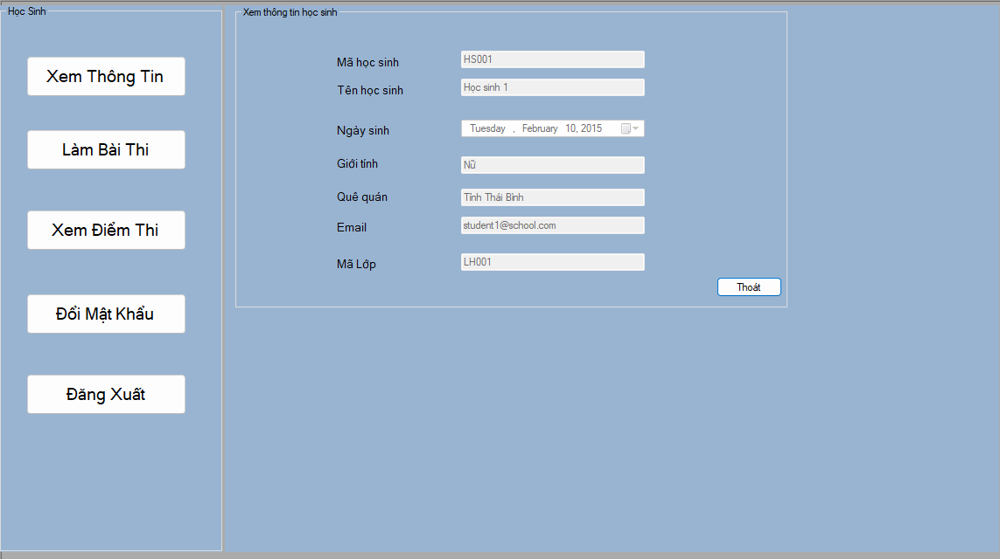 Học Sinh
Xem Thông Tin
Làm Bài Thi
Xem Điểm Thi
Đổi Mật Khẩu
Đăng Xuất
Xem thông tin học sinh
Mã học sinh HS001
Tên học sinh Học sinh 1
Ngày sinh Tuesday , February 10, 2015
Giới tính Nữ
Quê quán Tỉnh Thái Bình
Email student1@school.com
Mã Lớp LH001
Thoát